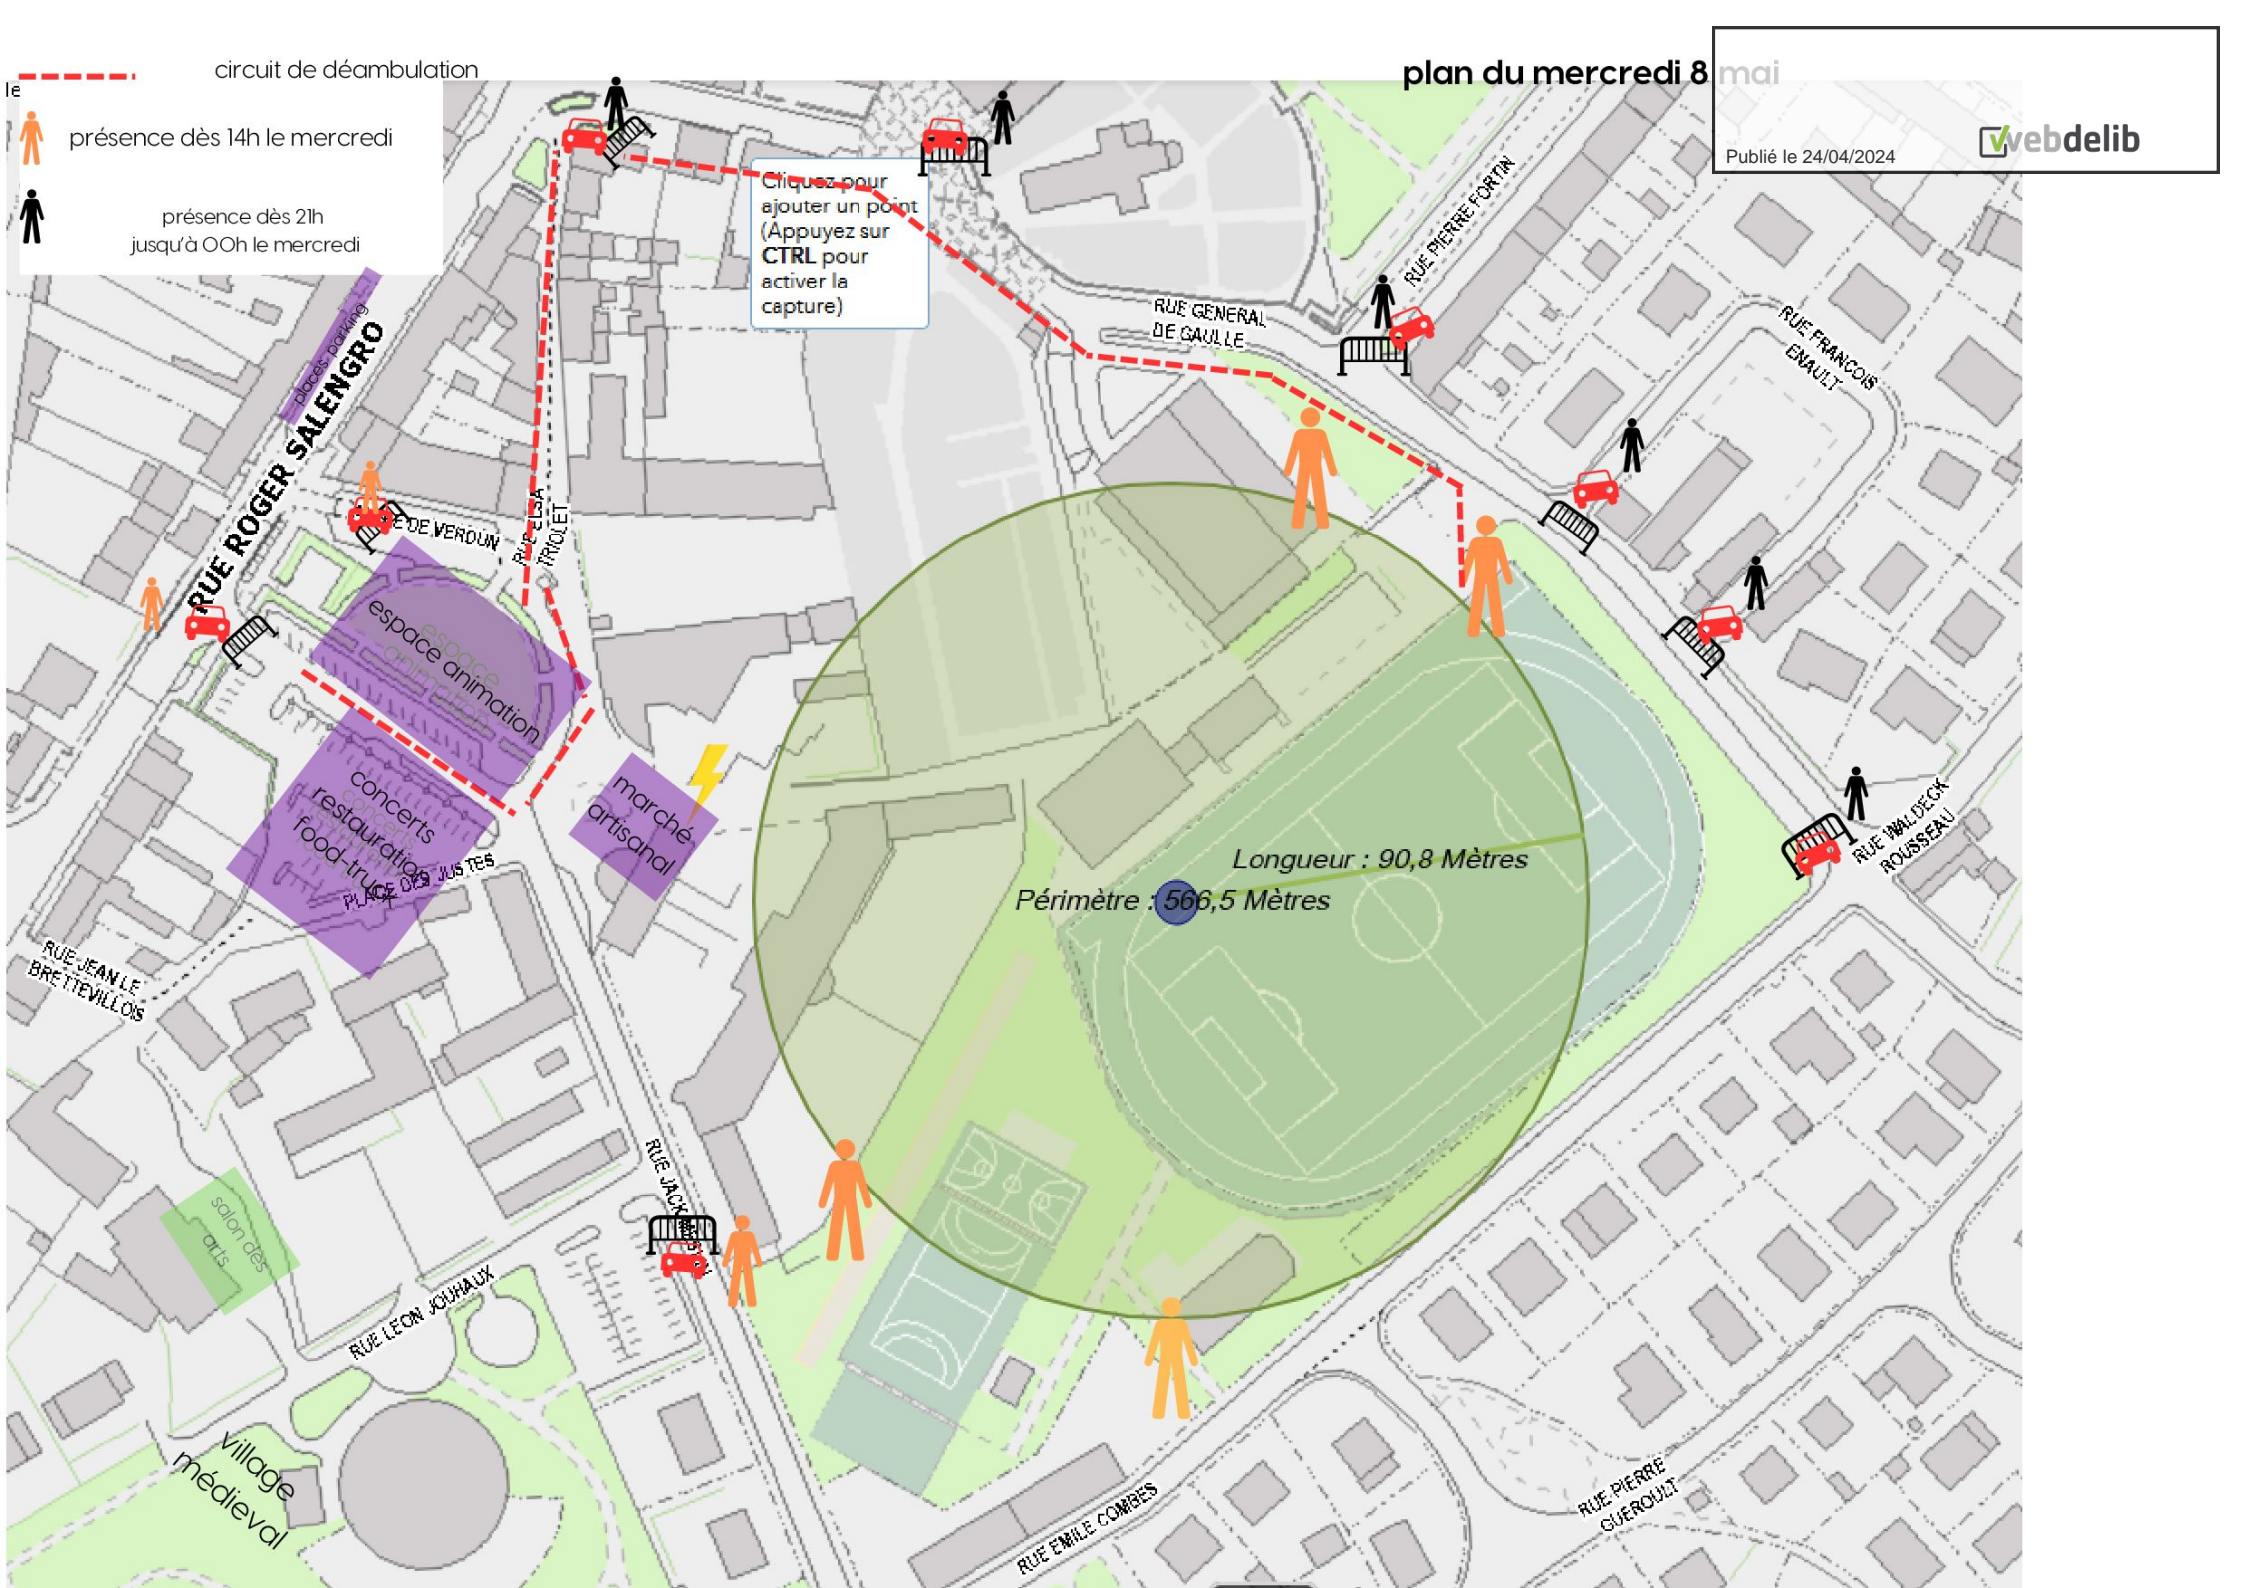 circuit de déambulation
plan du mercredi 8 mai
le
présence dès 14h le mercredi
Publié le 24/04/2024
webdelib
présence dès 21h
jusqu'à 00h le mercredi
Cliquez pour
ajouter un point
(Appuyez sur
CTRL pour
activer la
capture)
RUE PIERRE FORTIN
RUE GENERAL
DE GAULLE
RUE FRANCOIS
ENAULT
places parking
RUE ROGER SALENGRO
E DE VERDUN
RUE ELSA
TRIOLET
espace animation
espace
animation
concerts
restauration
food-truck
concerts
PLACE DES JUSTES
marché
artisanal
Longueur : 90,8 Mètres
Périmètre : 566,5 Mètres
RUE WALDECK
ROUSSEAU
RUE JEAN LE
BRETTEVILLOIS
salon des
arts
RUE LEON JOUHAUX
village
médieval
RUE EMILE COMBES
RUE PIERRE
GUEROULT